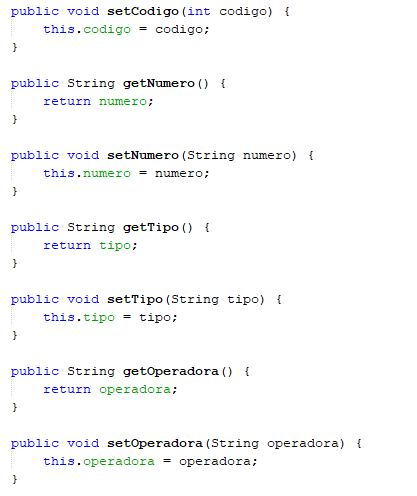 public void setCodigo(int codigo) {
    this.codigo = codigo;
}

public String getNumero() {
    return numero;
}

public void setNumero(String numero) {
    this.numero = numero;
}

public String getTipo() {
    return tipo;
}

public void setTipo(String tipo) {
    this.tipo = tipo;
}

public String getOperadora() {
    return operadora;
}

public void setOperadora(String operadora) {
    this.operadora = operadora;
}